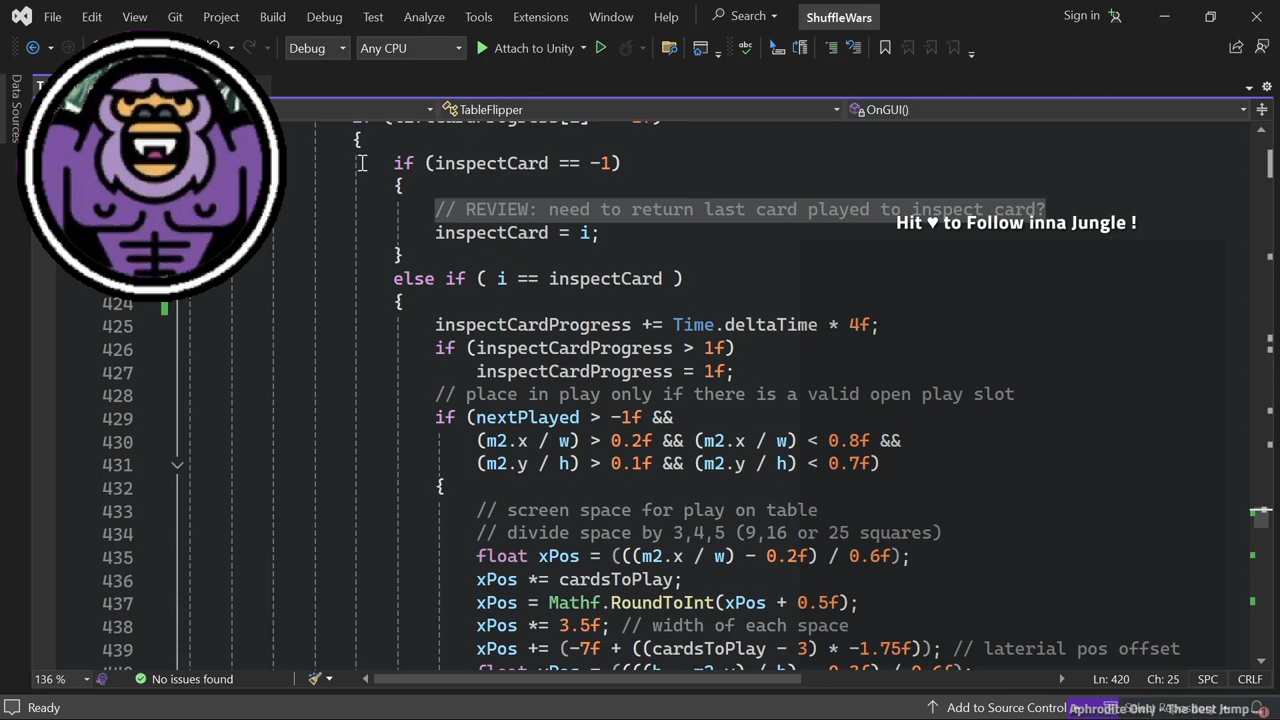 File Edit View Git Project Build Debug Test Analyze Tools Extensions Window Help Search ShuffleWars Sign in
Debug Any CPU Attach to Unity
Data Sources
TableFlipper OnGUI()
{
if (inspectCard == -1)
{
// REVIEW: need to return last card played to inspect card?
Hit ♥ to Follow inna Jungle !
inspectCard = i;
}
else if ( i == inspectCard )
424 {
425 inspectCardProgress += Time.deltaTime * 4f;
426 if (inspectCardProgress > 1f)
427 inspectCardProgress = 1f;
428 // place in play only if there is a valid open play slot
429 if (nextPlayed > -1f &&
430 (m2.x / w) > 0.2f && (m2.x / w) < 0.8f &&
431 (m2.y / h) > 0.1f && (m2.y / h) < 0.7f)
432 {
433 // screen space for play on table
434 // divide space by 3,4,5 (9,16 or 25 squares)
435 float xPos = (((m2.x / w) - 0.2f) / 0.6f);
436 xPos *= cardsToPlay;
437 xPos = Mathf.RoundToInt(xPos + 0.5f);
438 xPos *= 3.5f; // width of each space
439 xPos += (-7f + ((cardsToPlay - 3) * -1.75f)); // laterial pos offset
136 % No issues found Ln: 420 Ch: 25 SPC CRLF
Ready Add to Source Control
Aphrodite Only - The best Jump ...